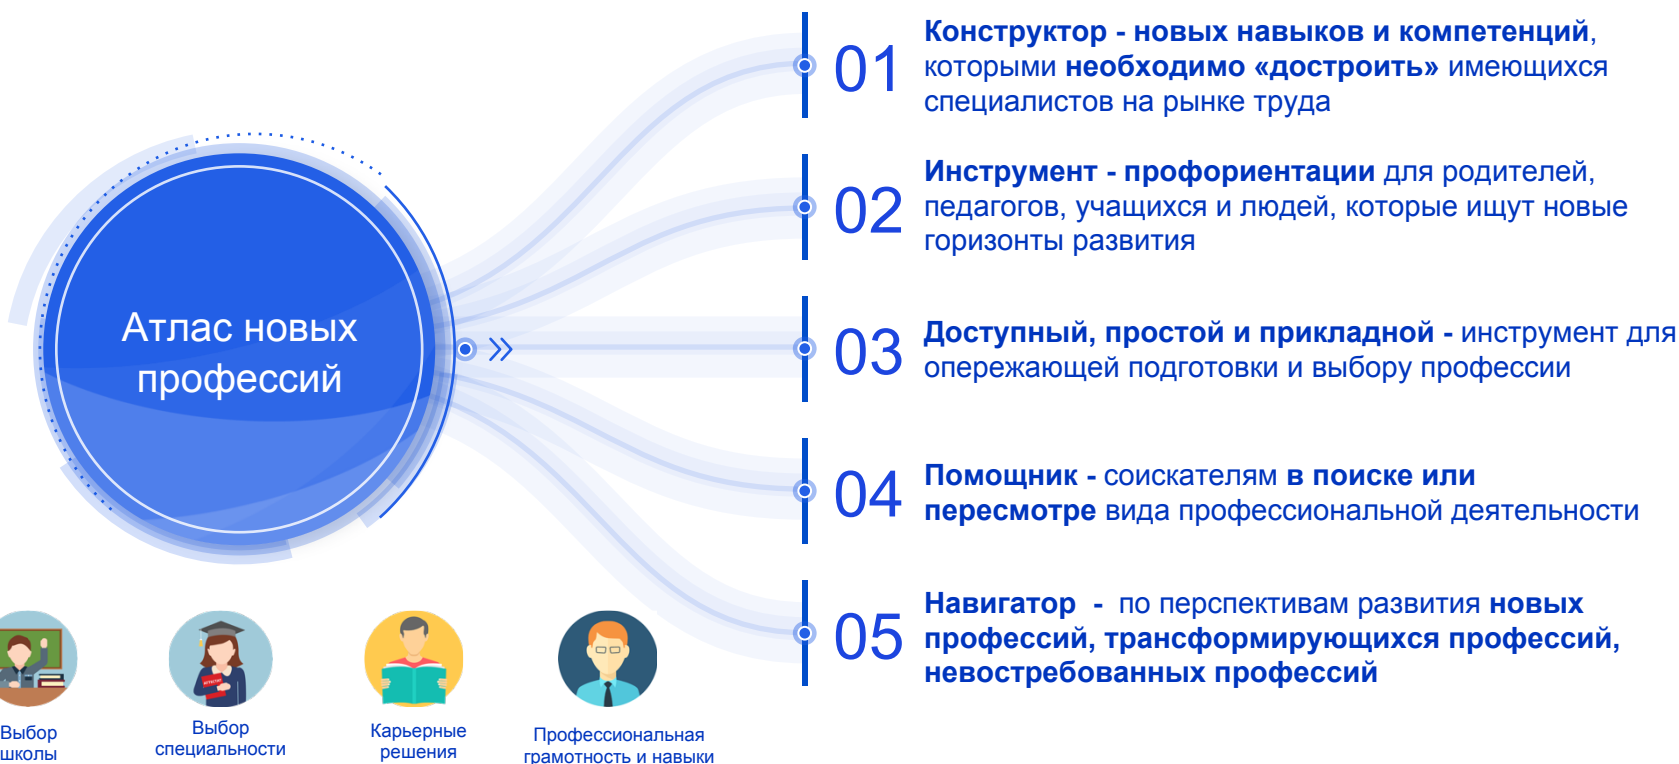 Атлас новых
профессий
01
Конструктор - новых навыков и компетенций,
которыми необходимо «достроить» имеющихся
специалистов на рынке труда
02
Инструмент - профориентации для родителей,
педагогов, учащихся и людей, которые ищут новые
горизонты развития
03
Доступный, простой и прикладной - инструмент для
опережающей подготовки и выбору профессии
04
Помощник - соискателям в поиске или
пересмотре вида профессиональной деятельности
05
Навигатор - по перспективам развития новых
профессий, трансформирующихся профессий,
невостребованных профессий
Выбор
школы
Выбор
специальности
Карьерные
решения
Профессиональная
грамотность и навыки